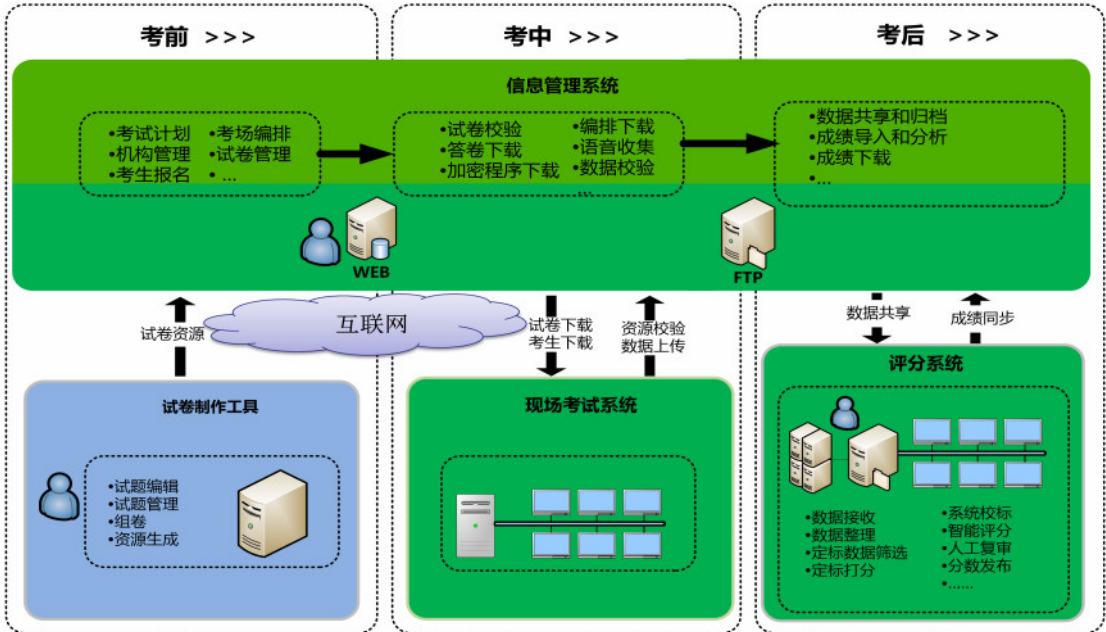 考前 >>>
考中 >>>
考后 >>>
信息管理系统
•考试计划
•机构管理
•考生报名
•考场编排
•试卷管理
• ...
•试卷校验
•答卷下载
•加密程序下载
•编排下载
•语音收集
•数据校验
...
•数据共享和归档
•成绩导入和分析
•成绩下载
•...
WEB
FTP
试卷资源
互联网
试卷下载
考生下载
资源校验
数据上传
数据共享
成绩同步
试卷制作工具
•试题编辑
•试题管理
•组卷
•资源生成
现场考试系统
评分系统
•数据接收
•数据整理
•定标数据筛选
•定标打分
•系统校标
•智能评分
•人工复审
•分数发布
•......